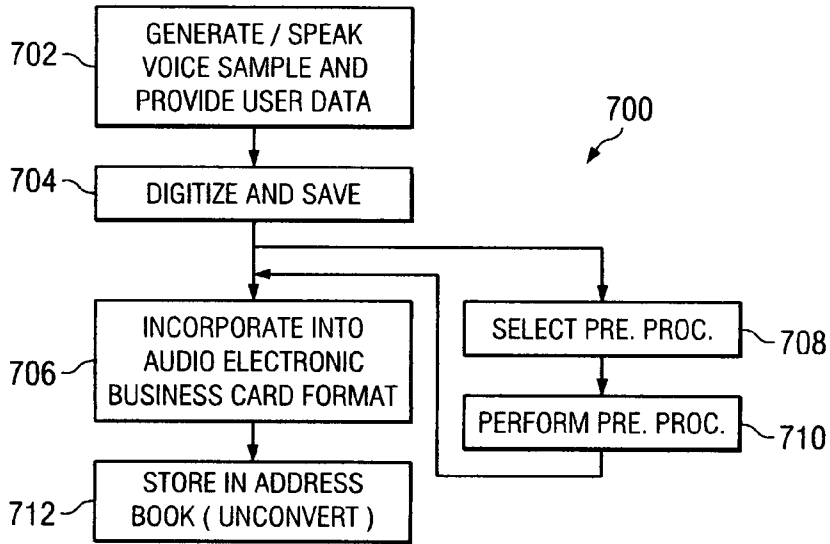 702
GENERATE / SPEAK
VOICE SAMPLE AND
PROVIDE USER DATA
700
704
DIGITIZE AND SAVE
706
INCORPORATE INTO
AUDIO ELECTRONIC
BUSINESS CARD FORMAT
SELECT PRE. PROC.
708
PERFORM PRE. PROC.
710
712
STORE IN ADDRESS
BOOK ( UNCONVERT )